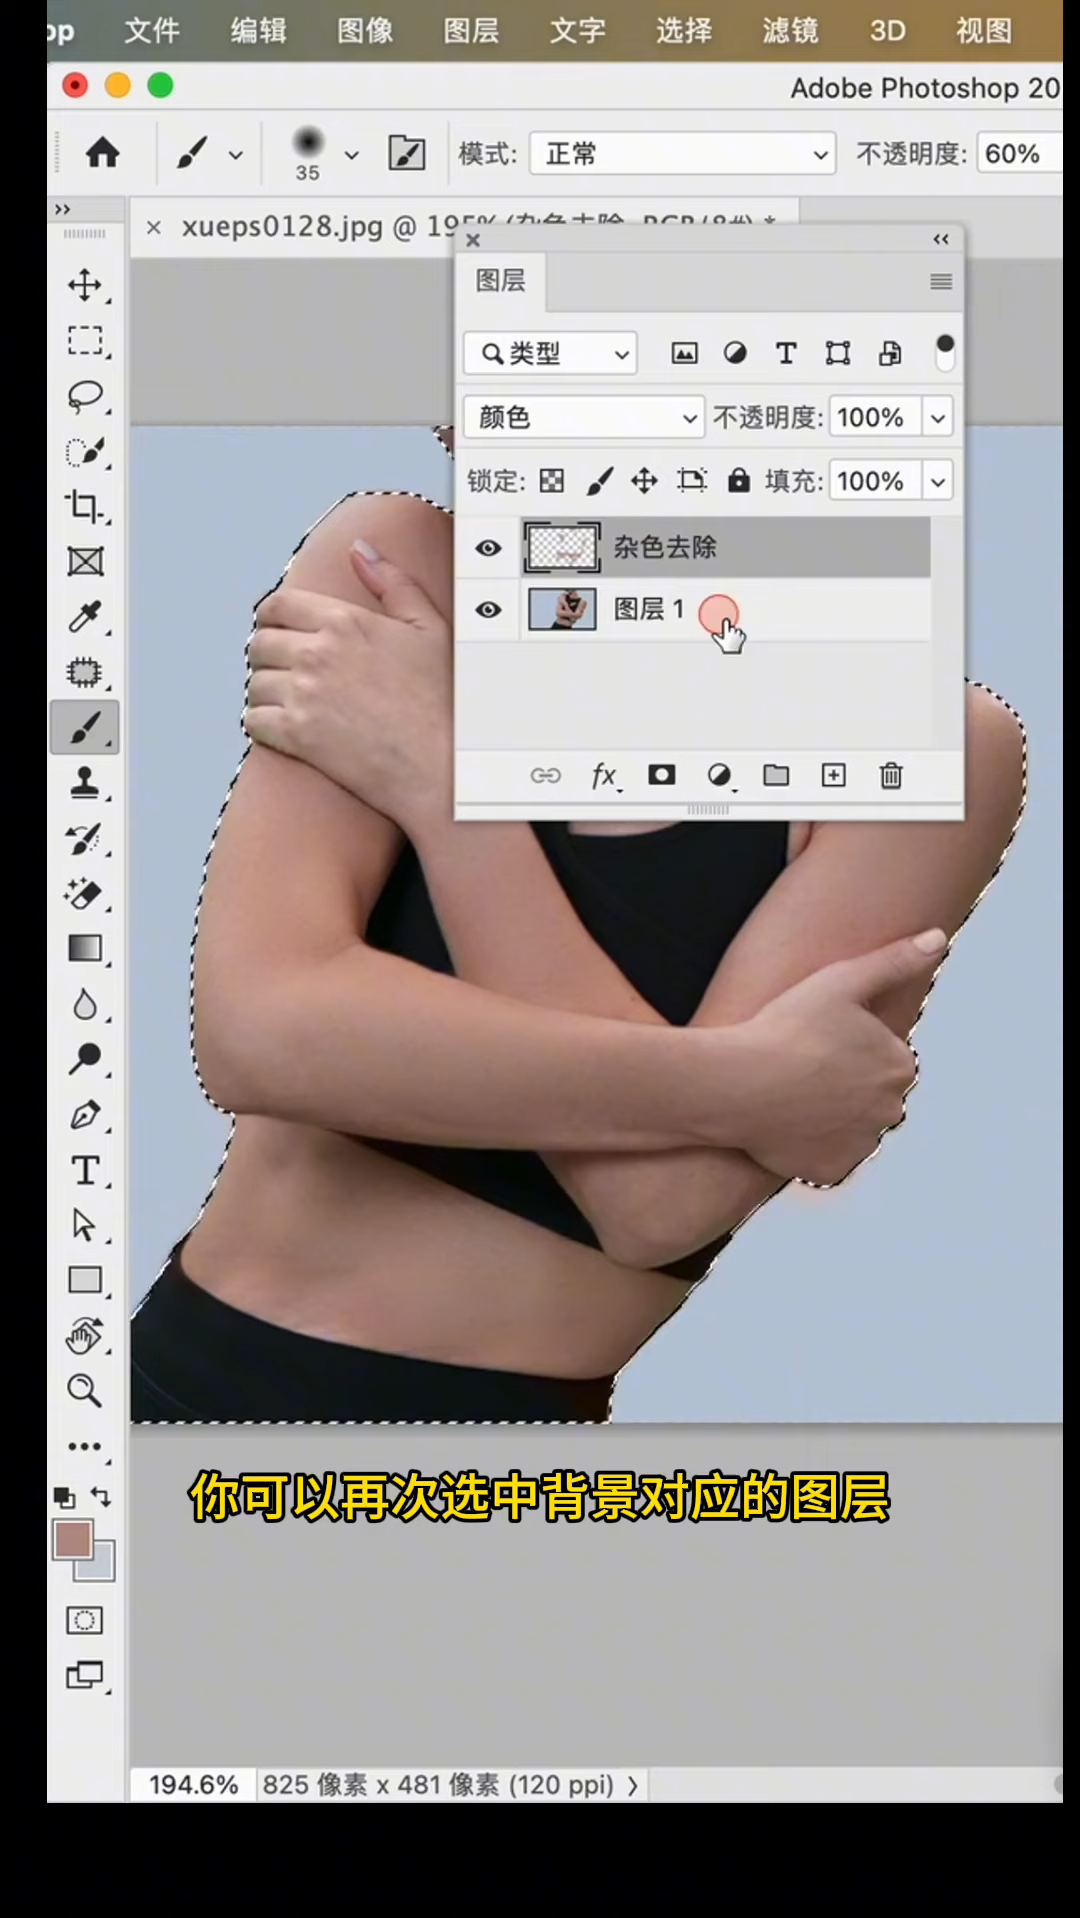 op 文件 编辑 图像 图层 文字 选择 滤镜 3D 视图
Adobe Photoshop 20
35
模式: 正常
不透明度: 60%
xueps0128.jpg @ 195% (杂色去除, RGB/8#) *
图层
类型
颜色
不透明度: 100%
锁定:
填充: 100%
杂色去除
图层 1
fx
你可以再次选中背景对应的图层
194.6%
825 像素 x 481 像素 (120 ppi)